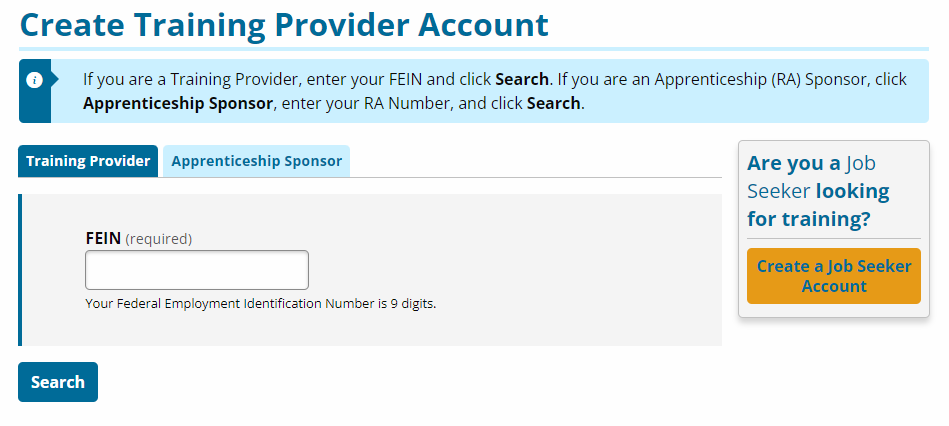 Create Training Provider Account
If you are a Training Provider, enter your FEIN and click Search. If you are an Apprenticeship (RA) Sponsor, click
Apprenticeship Sponsor, enter your RA Number, and click Search.
Training Provider
Apprenticeship Sponsor
FEIN (required)
Your Federal Employment Identification Number is 9 digits.
Search
Are you a Job
Seeker looking
for training?
Create a Job Seeker
Account